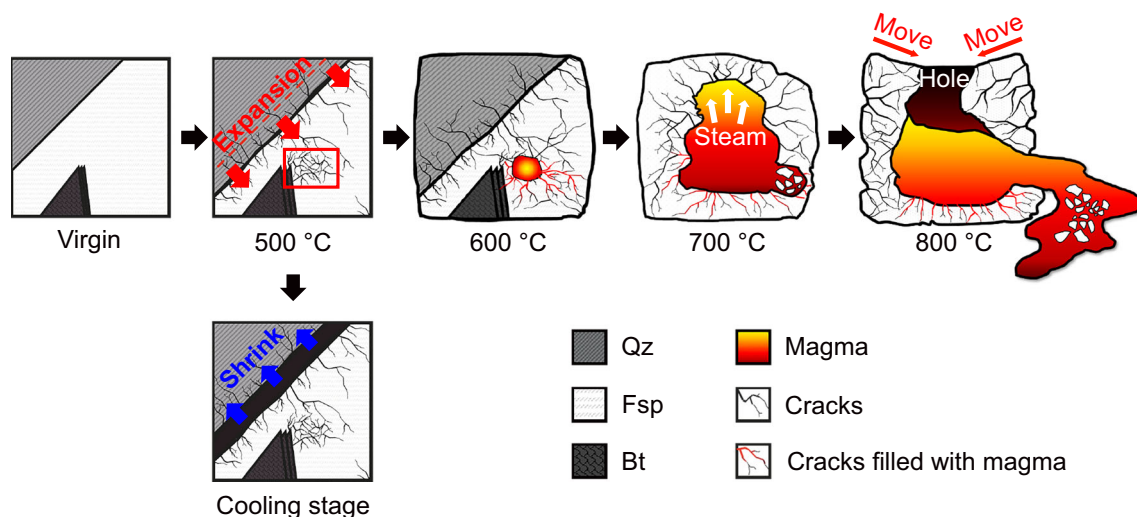 Move
Move
Hole
Expansion
Steam
Virgin
500 °C
600 °C
700 °C
800 °C
Shrink
Qz
Magma
Fsp
Cracks
Bt
Cracks filled with magma
Cooling stage